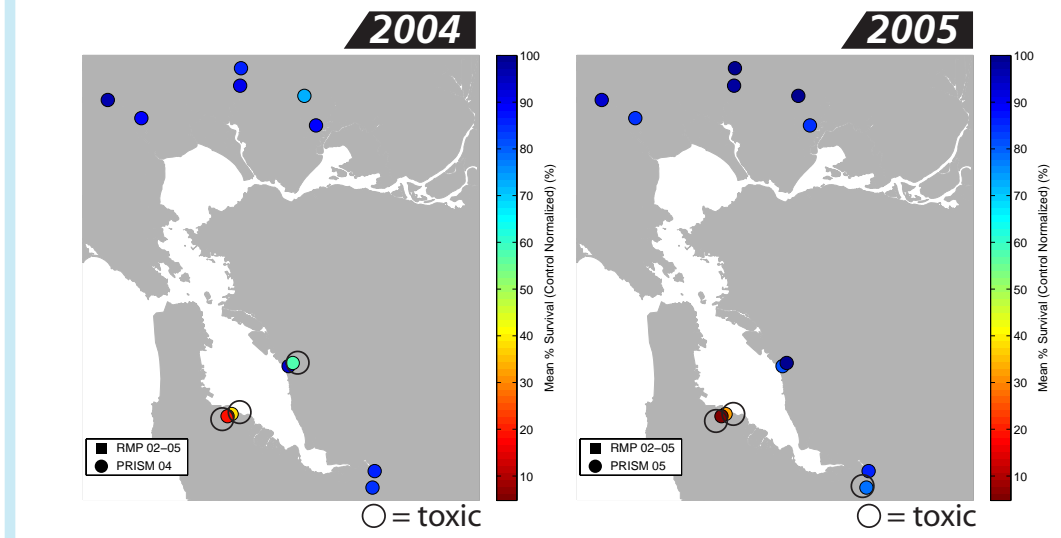 2004
100
90
80
70
60
50
40
30
20
10
Mean % Survival (Control Normalized) (%)
RMP 02-05
PRISM 04
= toxic
2005
100
90
80
70
60
50
40
30
20
10
Mean % Survival (Control Normalized) (%)
RMP 02-05
PRISM 05
= toxic